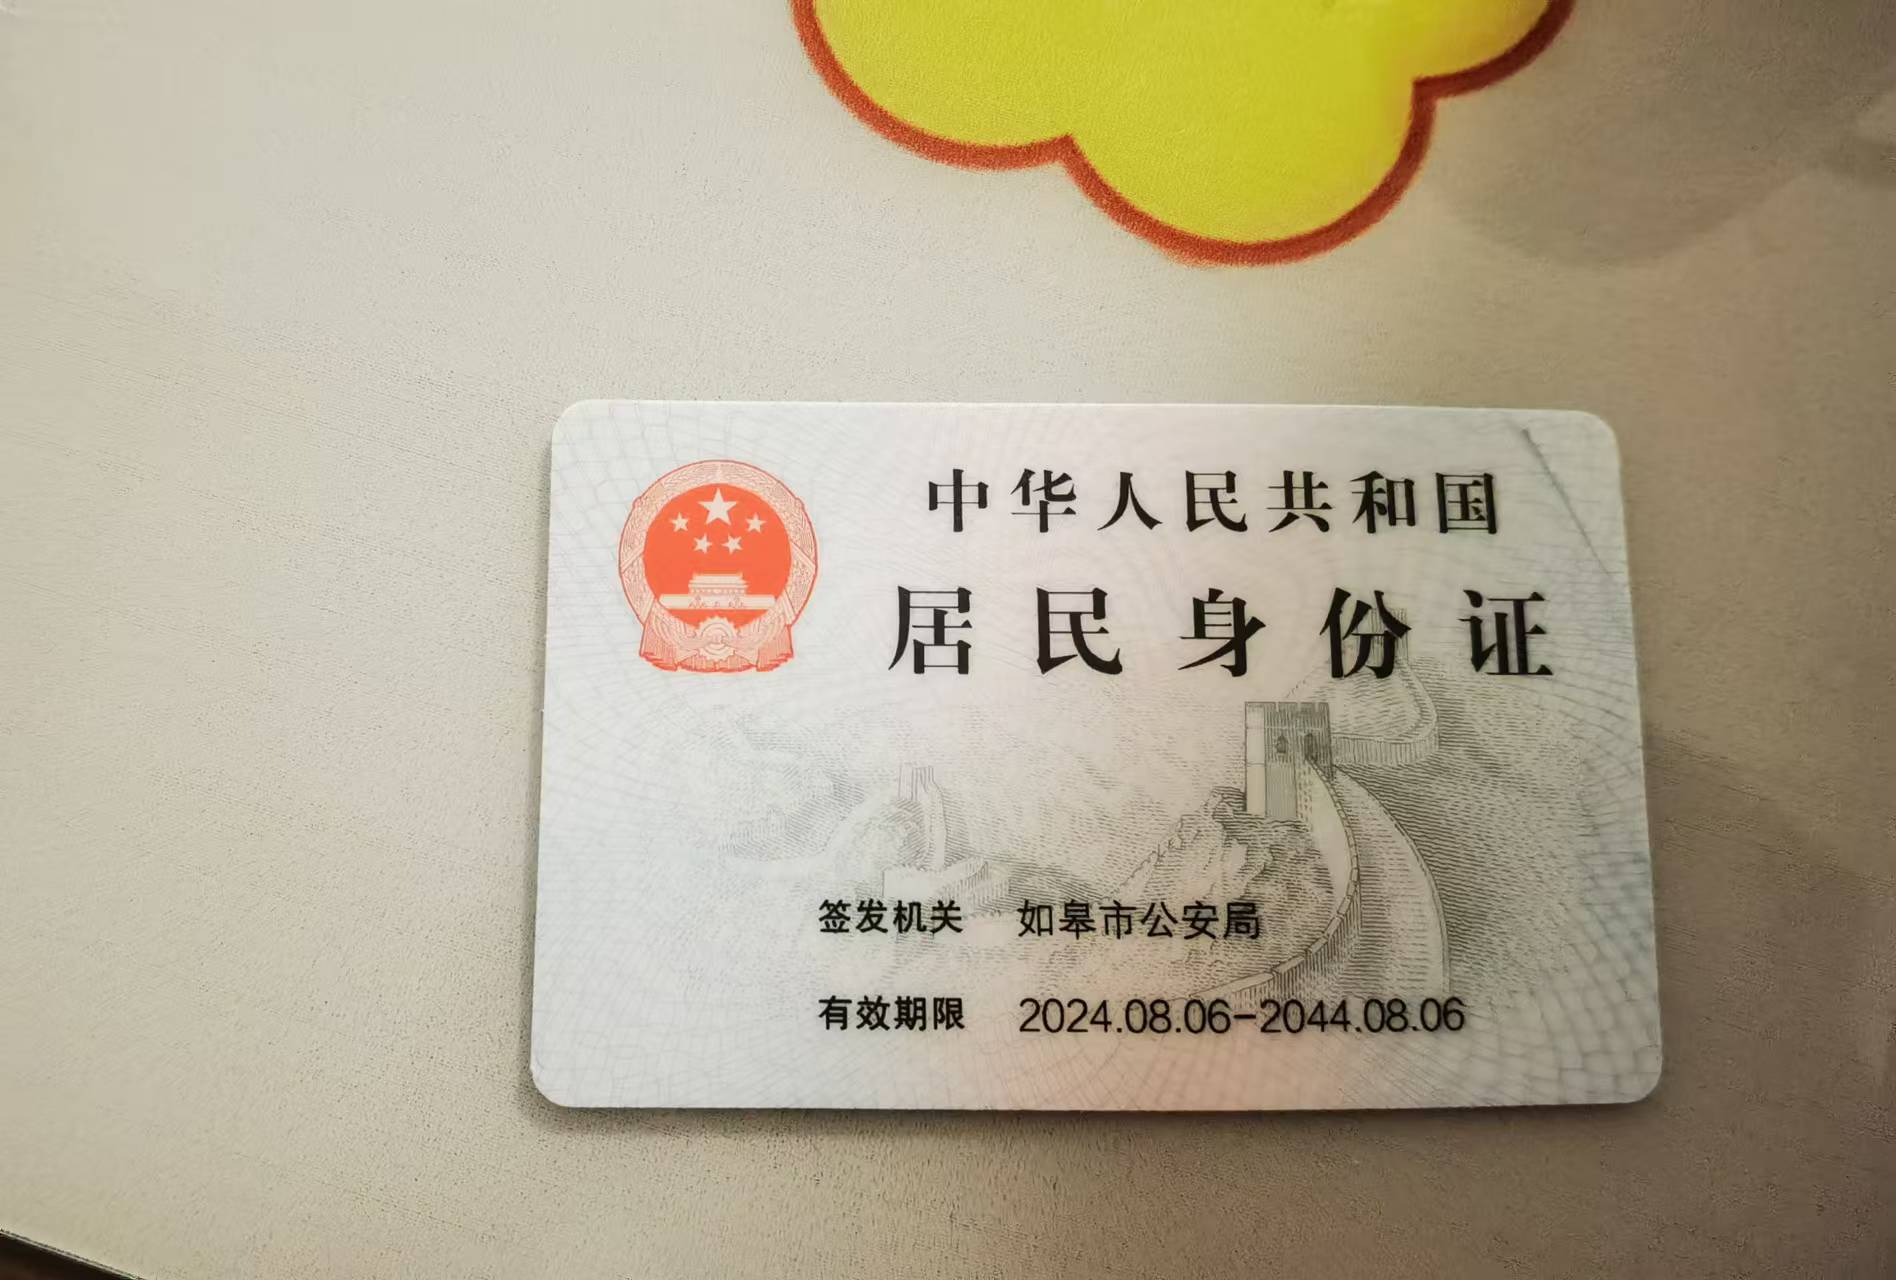 中华人民共和国
居民身份证
签发机关 如皋市公安局
有效期限 2024.08.06-2044.08.06